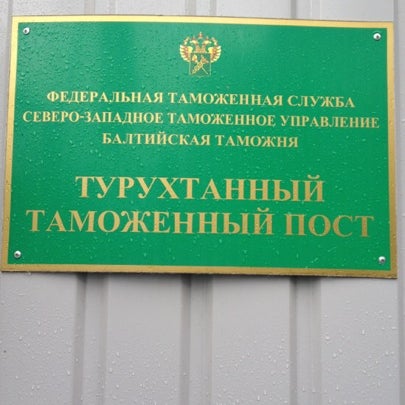 ФЕДЕРАЛЬНАЯ ТАМОЖЕННАЯ СЛУЖБА
СЕВЕРО-ЗАПАДНОЕ ТАМОЖЕННОЕ УПРАВЛЕНИЕ
БАЛТИЙСКАЯ ТАМОЖНЯ
ТУРУХТАННЫЙ
ТАМОЖЕННЫЙ ПОСТ